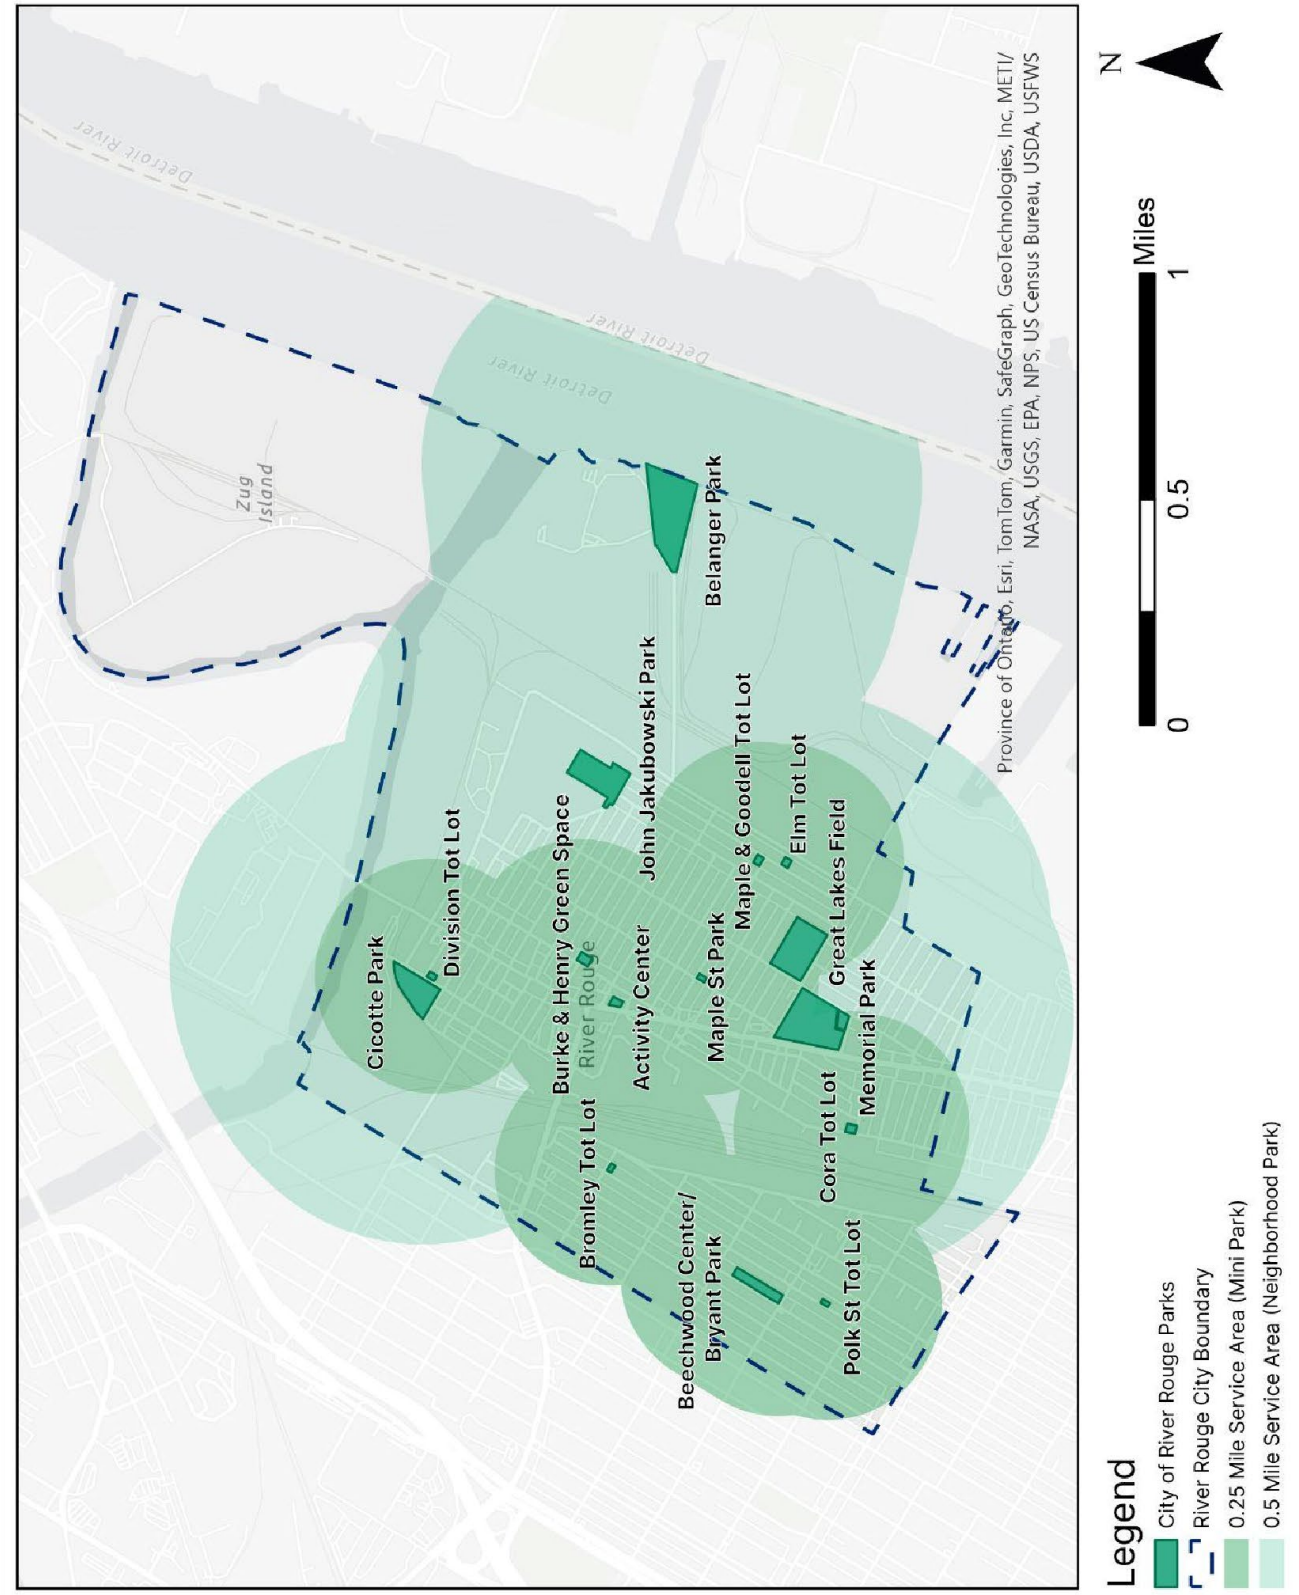 Detroit River
Zug
Island
Detroit River
Detroit River
Cicotte Park
Division Tot Lot
Burke & Henry Green Space
River Rouge
Activity Center
John Jakubowski Park
Belanger Park
Bromley Tot Lot
Maple St Park
Maple & Goodell Tot Lot
Elm Tot Lot
Great Lakes Field
Memorial Park
Cora Tot Lot
Beechwood Center/
Bryant Park
Polk St Tot Lot
Province of Ontario, Esri, TomTom, Garmin, SafeGraph, GeoTechnologies, Inc, METI/
NASA, USGS, EPA, NPS, US Census Bureau, USDA, USFWS
Legend
City of River Rouge Parks
River Rouge City Boundary
0.25 Mile Service Area (Mini Park)
0.5 Mile Service Area (Neighborhood Park)
0 0.5 1
Miles
N